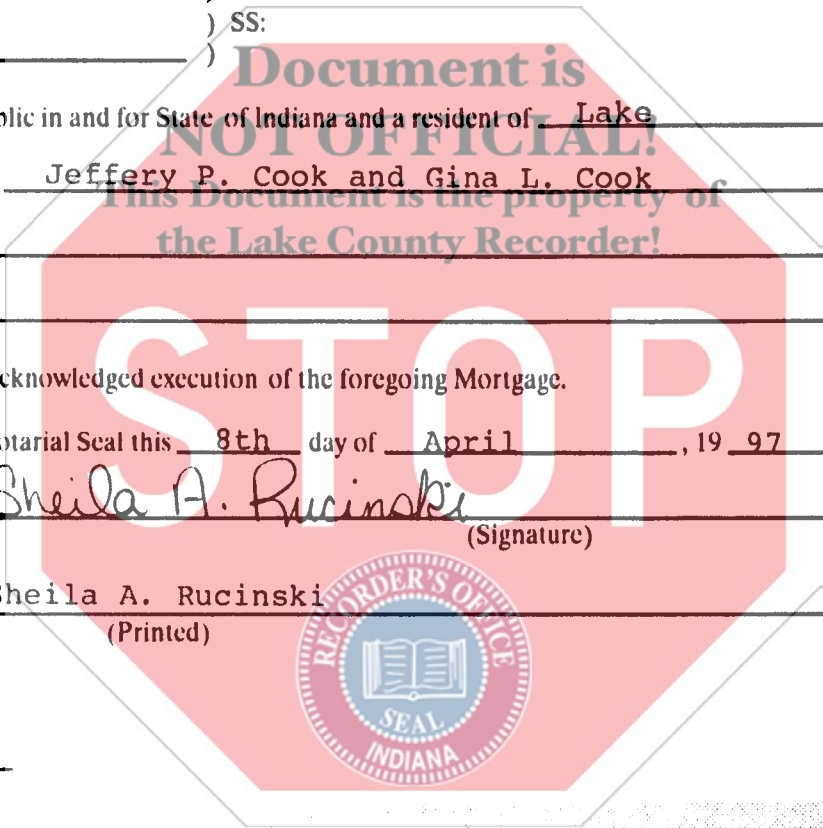 ) SS:
)
Document is
blic in and for State of Indiana and a resident of Lake
NOT OFFICIAL!
Jeffery P. Cook and Gina L. Cook
This Document is the property of
the Lake County Recorder!
STOP
cknowledged execution of the foregoing Mortgage.
otarial Seal this 8th day of April, 19 97
Sheila A. Rucinski
(Signature)
Sheila A. Rucinski
(Printed)
RECORDER'S OFFICE
SEAL
INDIANA